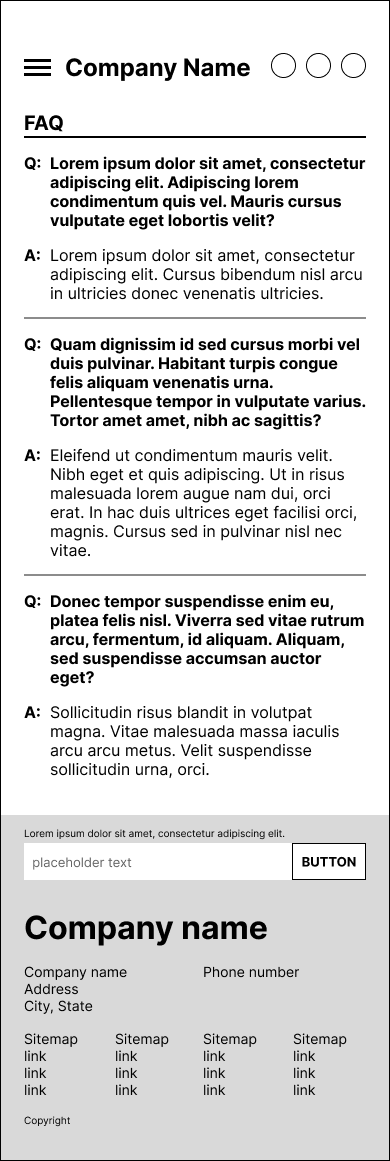 Company Name
FAQ
Q: Lorem ipsum dolor sit amet, consectetur
adipiscing elit. Adipiscing lorem
condimentum quis vel. Mauris cursus
vulputate eget lobortis velit?
A: Lorem ipsum dolor sit amet, consectetur
adipiscing elit. Cursus bibendum nisl arcu
in ultricies donec venenatis ultricies.
Q: Quam dignissim id sed cursus morbi vel
duis pulvinar. Habitant turpis congue
felis aliquam venenatis urna.
Pellentesque tempor in vulputate varius.
Tortor amet amet, nibh ac sagittis?
A: Eleifend ut condimentum mauris velit.
Nibh eget et quis adipiscing. Ut in risus
malesuada lorem augue nam dui, orci
erat. In hac duis ultrices eget facilisi orci,
magnis. Cursus sed in pulvinar nisl nec
vitae.
Q: Donec tempor suspendisse enim eu,
platea felis nisl. Viverra sed vitae rutrum
arcu, fermentum, id aliquam. Aliquam,
sed suspendisse accumsan auctor
eget?
A: Sollicitudin risus blandit in volutpat
magna. Vitae malesuada massa iaculis
arcu arcu metus. Velit suspendisse
sollicitudin urna, orci.
Lorem ipsum dolor sit amet, consectetur adipiscing elit.
placeholder text BUTTON
Company name
Company name Phone number
Address
City, State
Sitemap Sitemap Sitemap Sitemap
link link link link
link link link link
link link link link
Copyright